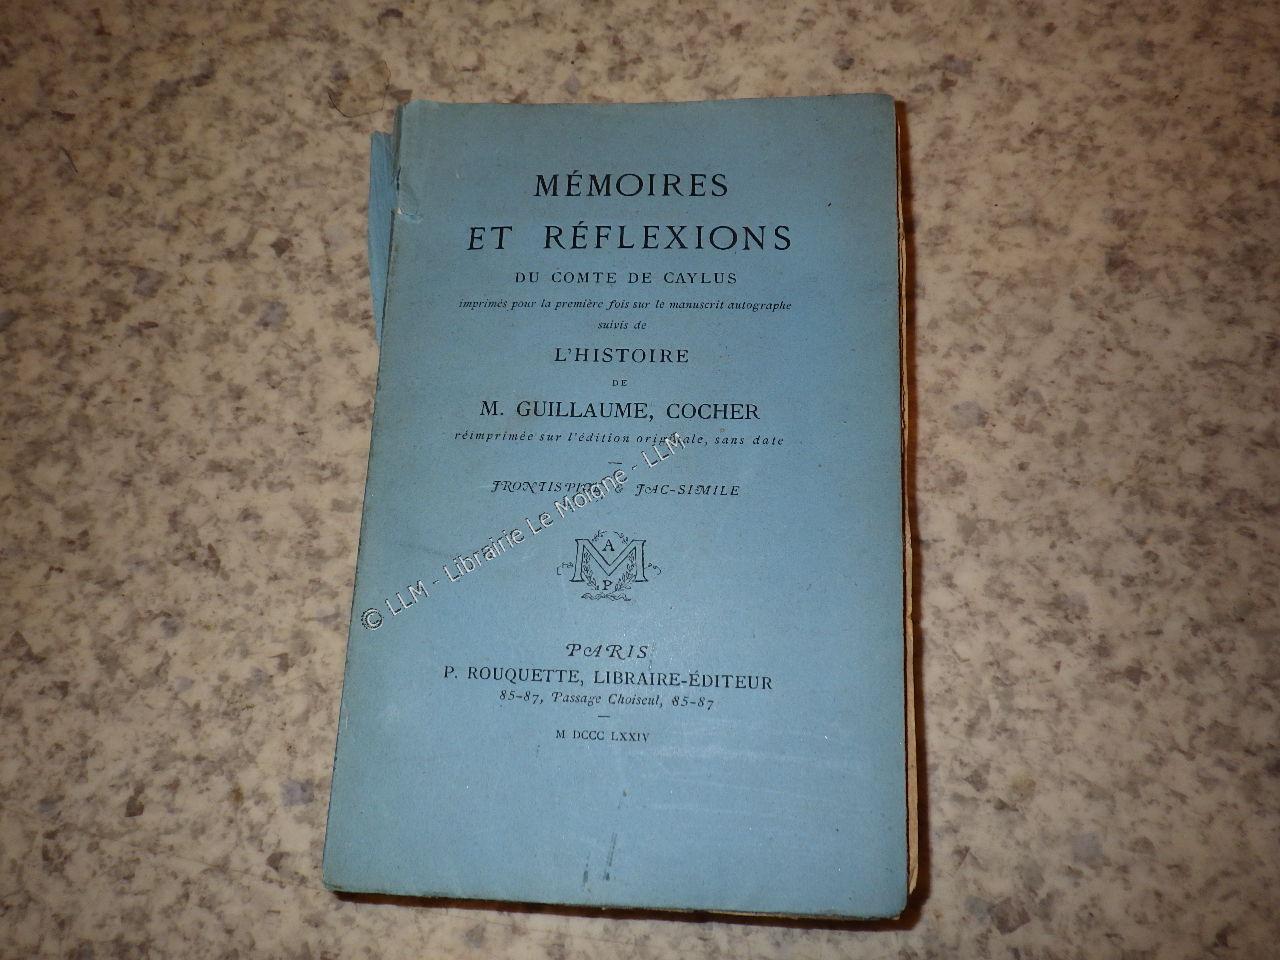 MÉMOIRES
ET RÉFLEXIONS
DU COMTE DE CAYLUS
imprimés pour la première fois sur le manuscrit autographe
suivis de
L'HISTOIRE
DE
M. GUILLAUME, COCHER
réimprimée sur l'édition originale, sans date
FRONTISPICE & FAC-SIMILE
A
M
P
PARIS
P. ROUQUETTE, LIBRAIRE-ÉDITEUR
85-87, Passage Choiseul, 85-87
M DCCC LXXIV
© LLM - Librairie Le Moigne - LLM